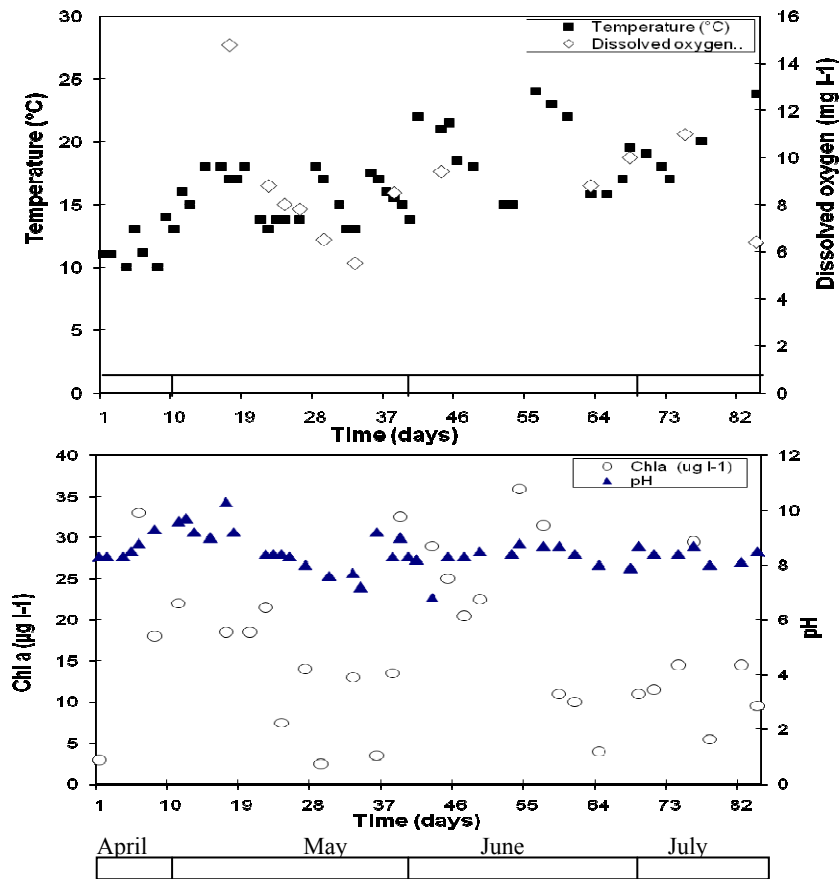 30
25
20
15
10
5
0
Temperature (°C)
Temperature (°C)
Dissolved oxygen..
16
14
12
10
8
6
4
2
0
Dissolved oxygen (mg l-1)
1 10 19 28 37 46 55 64 73 82
Time (days)
40
35
30
25
20
15
10
5
0
Chl a (µg l-1)
Chla (ug l-1)
pH
12
10
8
6
4
2
0
pH
1 10 19 28 37 46 55 64 73 82
Time (days)
April May June July